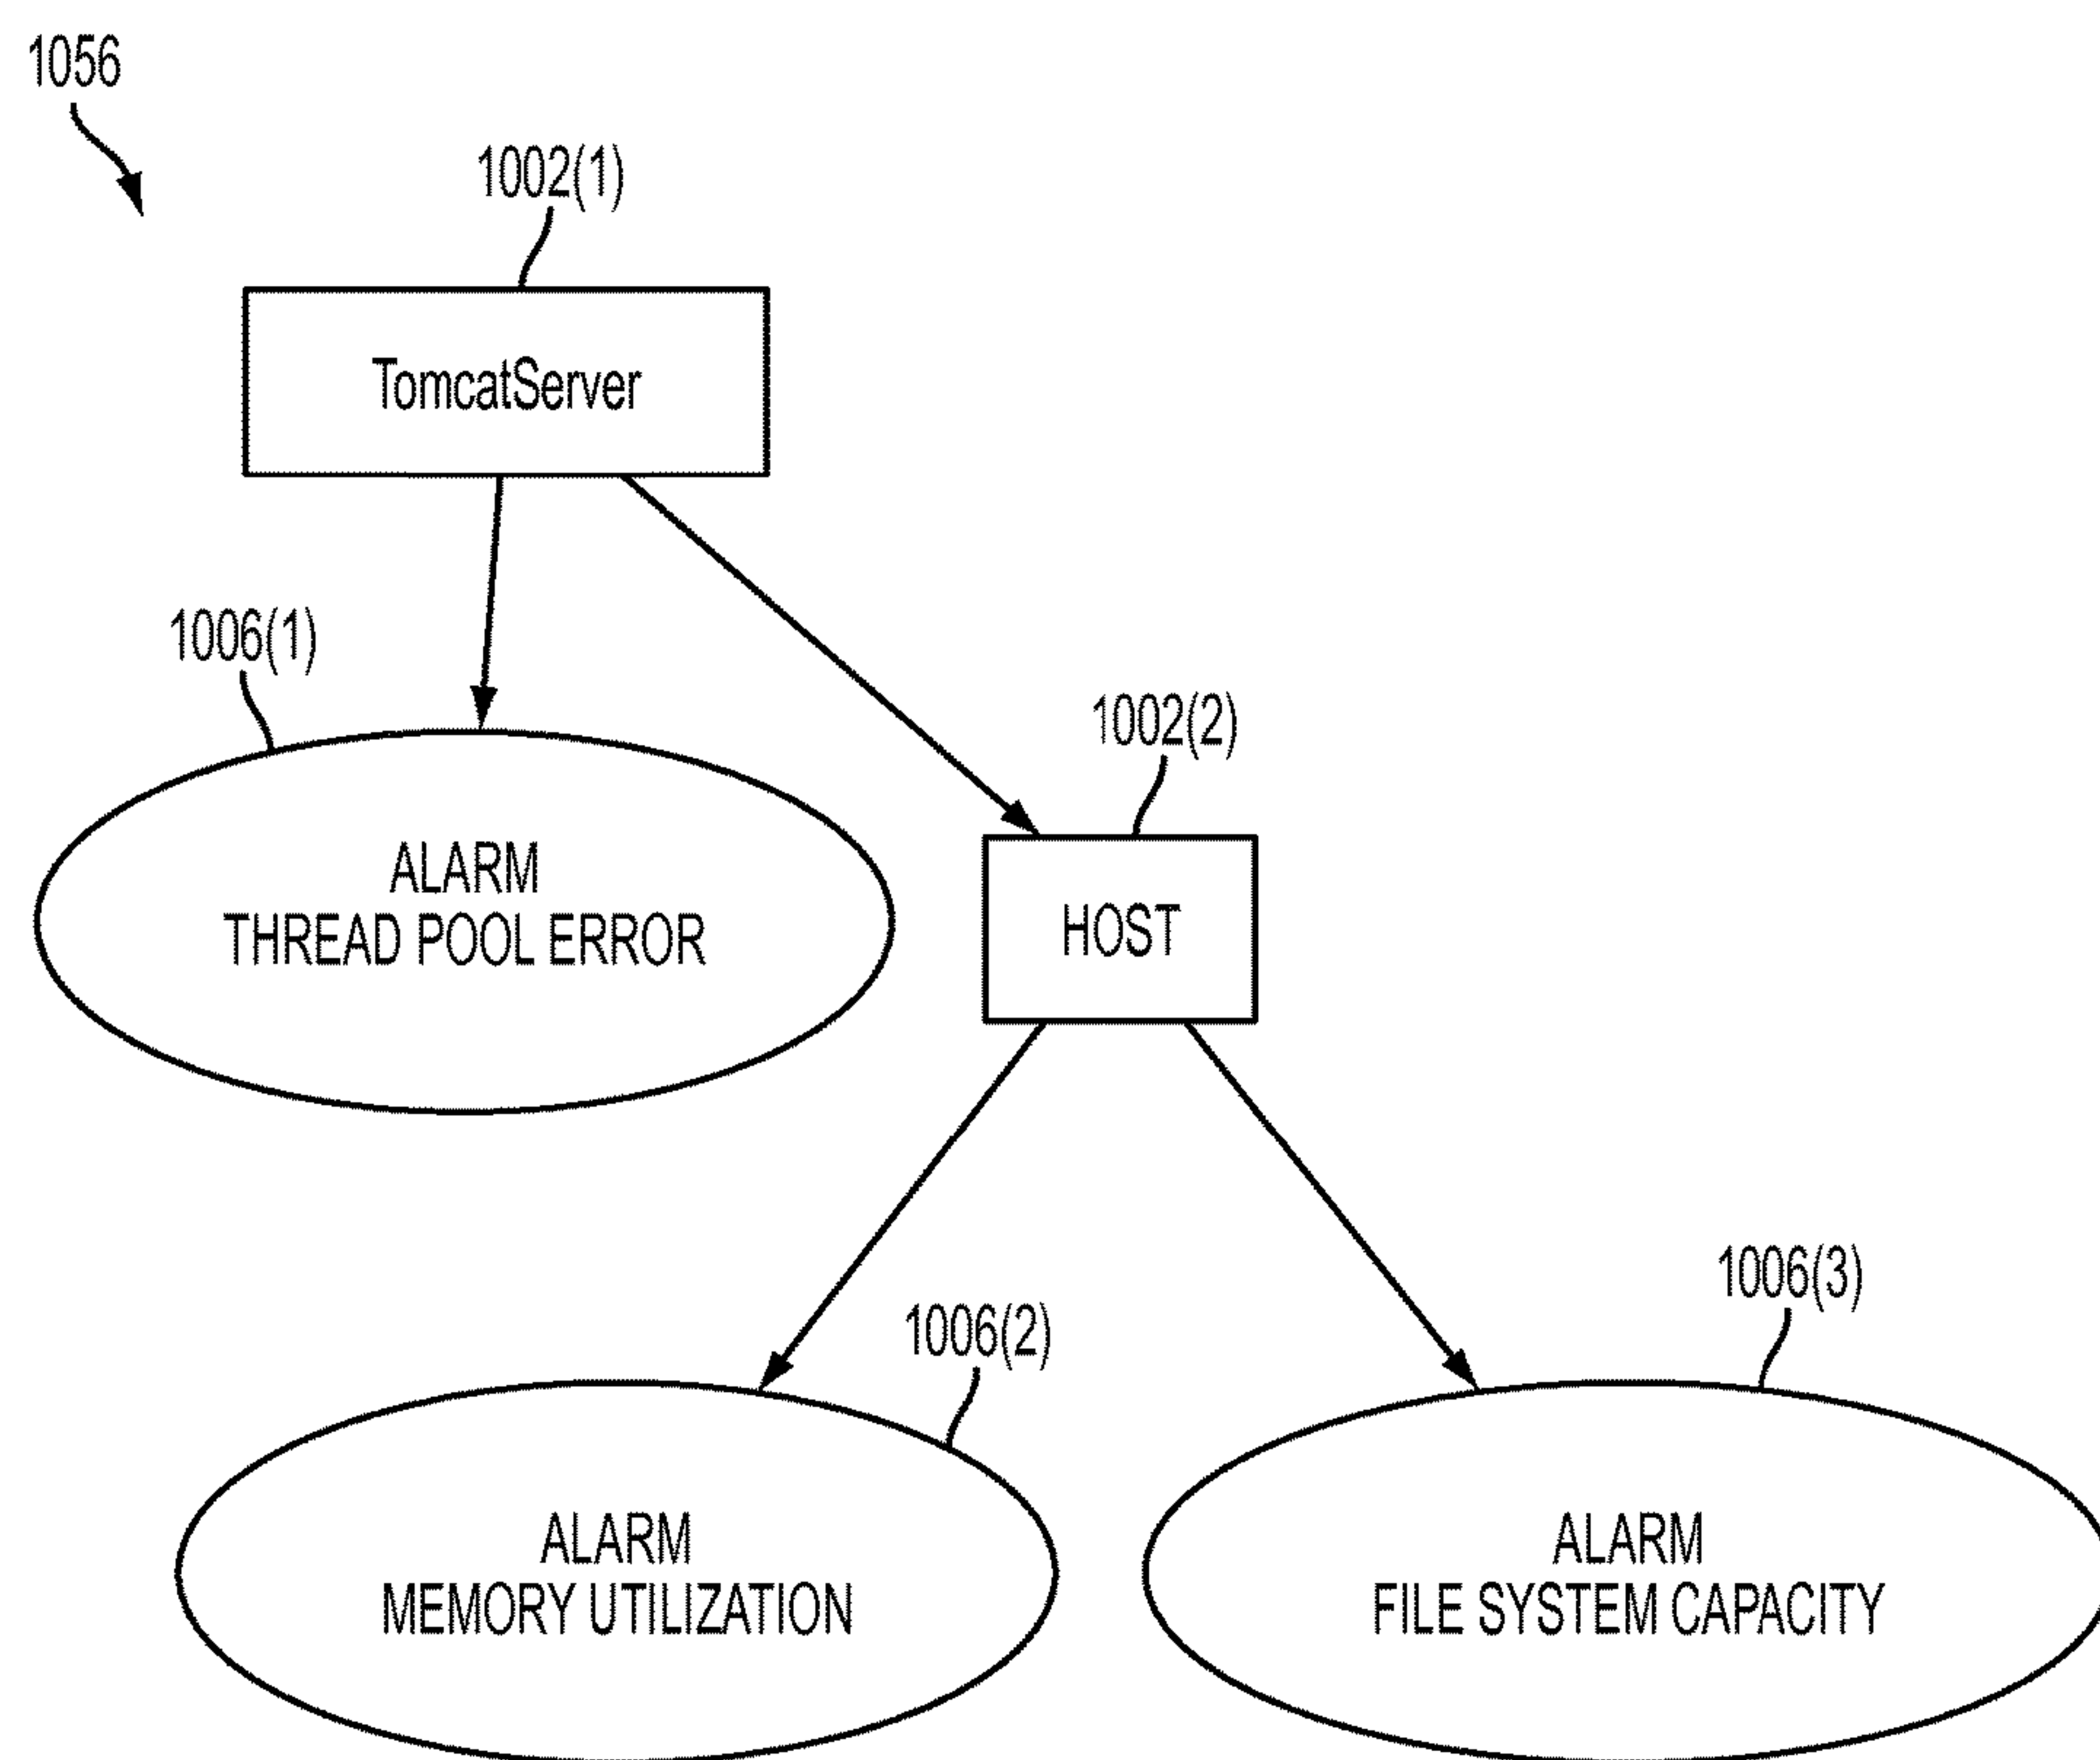 1056
1002(1)
TomcatServer
1006(1)
1002(2)
ALARM
THREAD POOL ERROR
HOST
1006(3)
1006(2)
ALARM
MEMORY UTILIZATION
ALARM
FILE SYSTEM CAPACITY